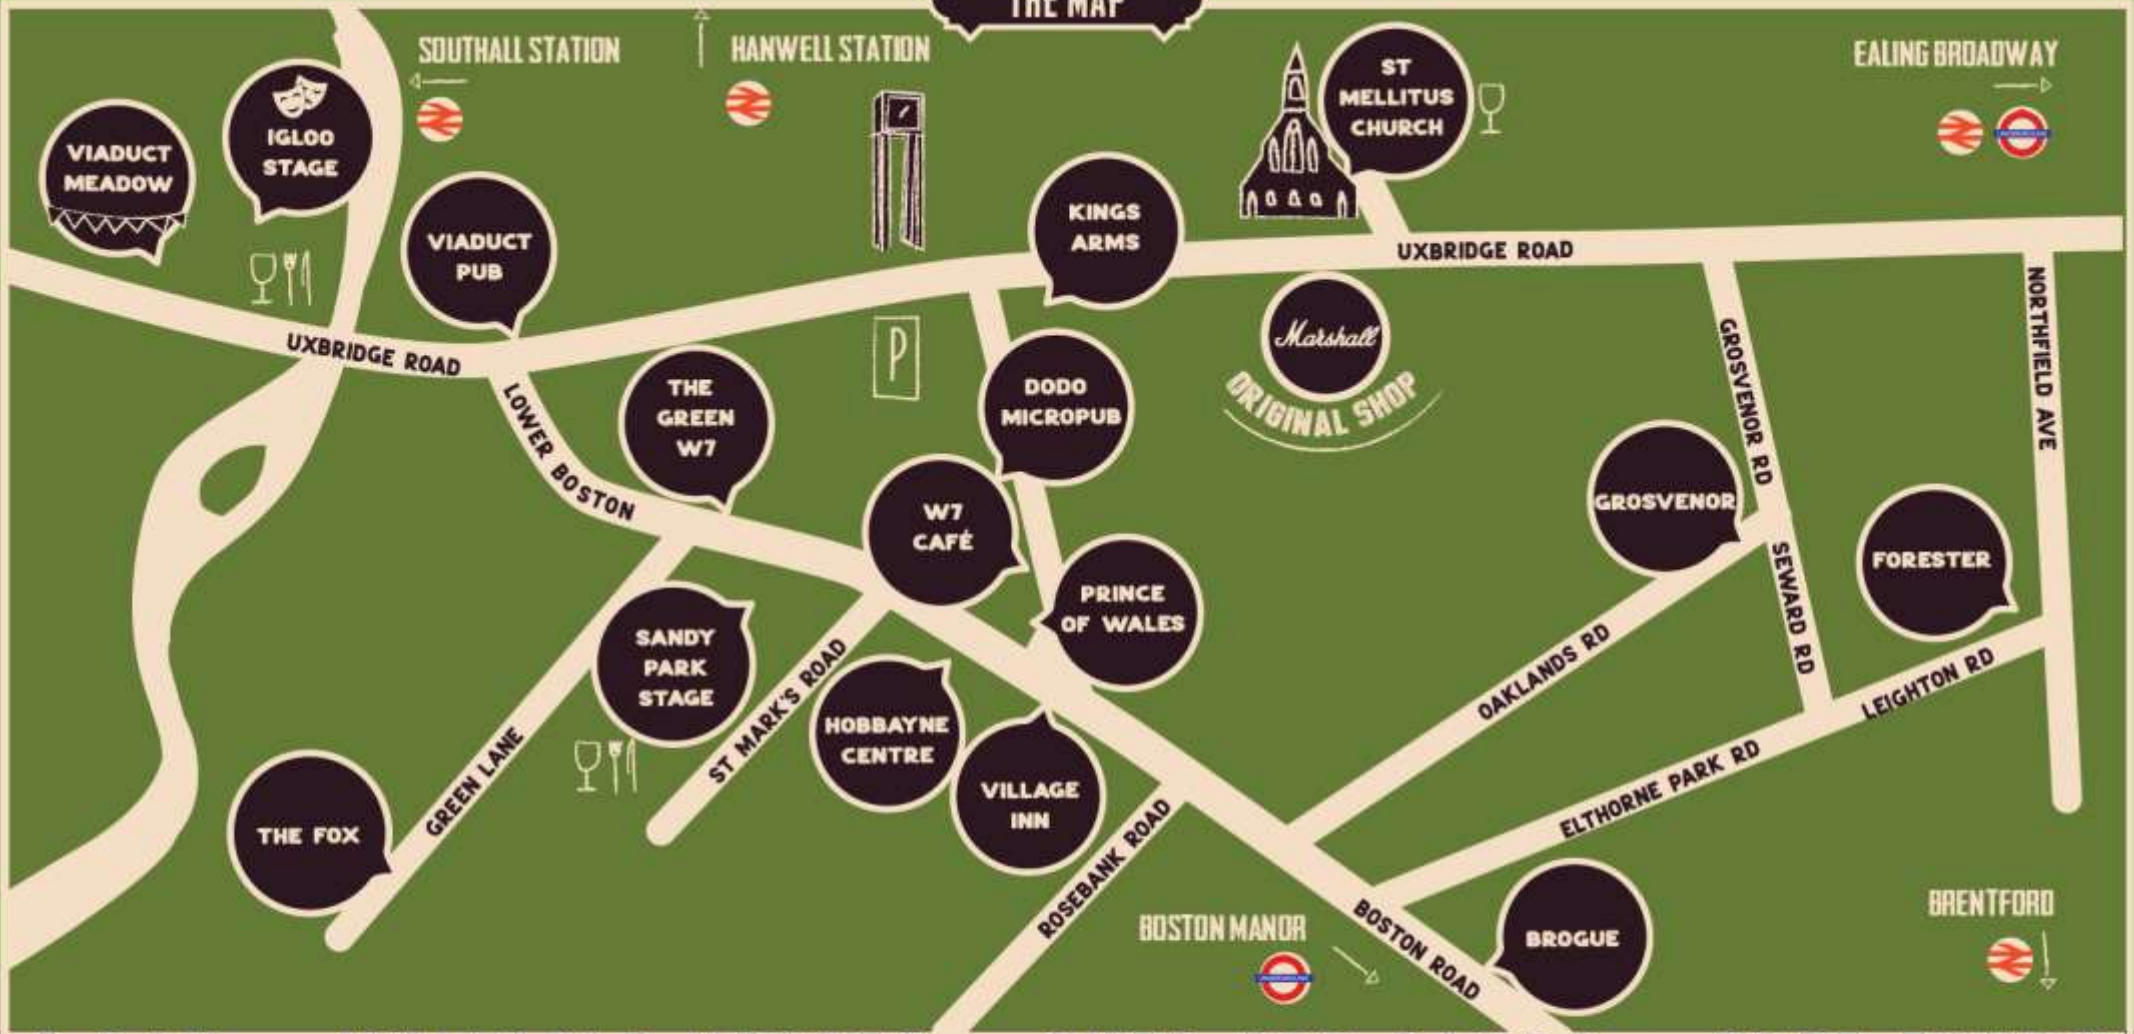 THE MAP
SOUTHALL STATION
HANWELL STATION
EALING BROADWAY
ST
MELLITUS
CHURCH
IGLOO
STAGE
VIADUCT
MEADOW
VIADUCT
PUB
KINGS
ARMS
UXBRIDGE ROAD
UXBRIDGE ROAD
P
Marshall
ORIGINAL SHOP
GROSVENOR RD
NORTHFIELD AVE
LOWER BOSTON
THE
GREEN
W7
DODO
MICROPUB
W7
CAFÉ
GROSVENOR
FORESTER
SEWARD RD
PRINCE
OF WALES
SANDY
PARK
STAGE
ST MARK'S ROAD
OAKLANDS RD
LEIGHTON RD
HOBBAYNE
CENTRE
VILLAGE
INN
GREEN LANE
THE FOX
ELTHORNE PARK RD
ROSEBANK ROAD
BOSTON MANOR
BOSTON ROAD
BROGUE
BRENTFORD